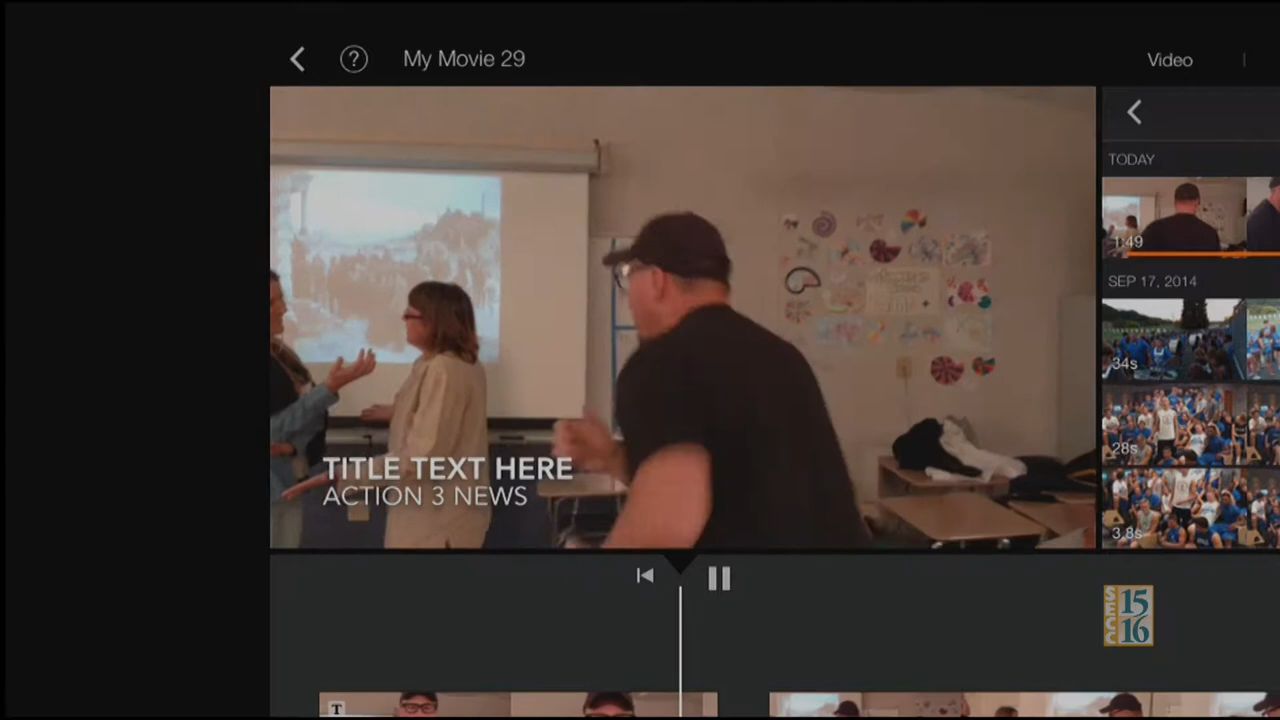 ?
My Movie 29
Video
TODAY
1:49
SEP 17, 2014
34s
28s
3.8s
TITLE TEXT HERE
ACTION 3 NEWS
T
SECC
15
16